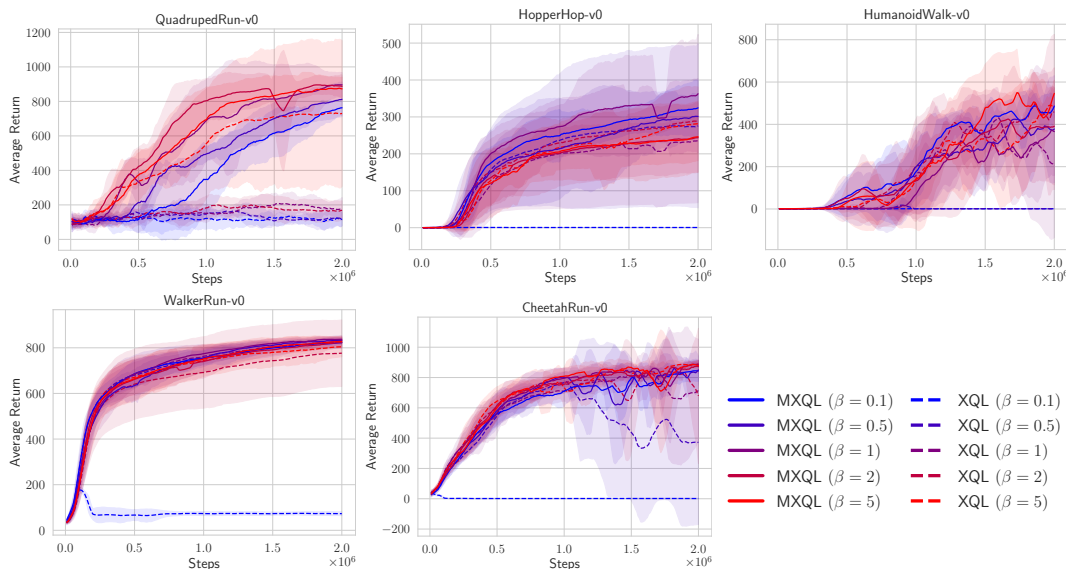 QuadrupedRun-v0
1200
1000
800
600
400
200
0
Average Return
0.0 0.5 1.0 1.5 2.0
Steps
×10⁶
HopperHop-v0
500
400
300
200
100
0
Average Return
0.0 0.5 1.0 1.5 2.0
Steps
×10⁶
HumanoidWalk-v0
800
600
400
200
0
Average Return
0.0 0.5 1.0 1.5 2.0
Steps
×10⁶
WalkerRun-v0
800
600
400
200
0
Average Return
0.0 0.5 1.0 1.5 2.0
Steps
×10⁶
CheetahRun-v0
1000
800
600
400
200
0
−200
Average Return
0.0 0.5 1.0 1.5 2.0
Steps
×10⁶
MXQL (β = 0.1)
MXQL (β = 0.5)
MXQL (β = 1)
MXQL (β = 2)
MXQL (β = 5)
XQL (β = 0.1)
XQL (β = 0.5)
XQL (β = 1)
XQL (β = 2)
XQL (β = 5)